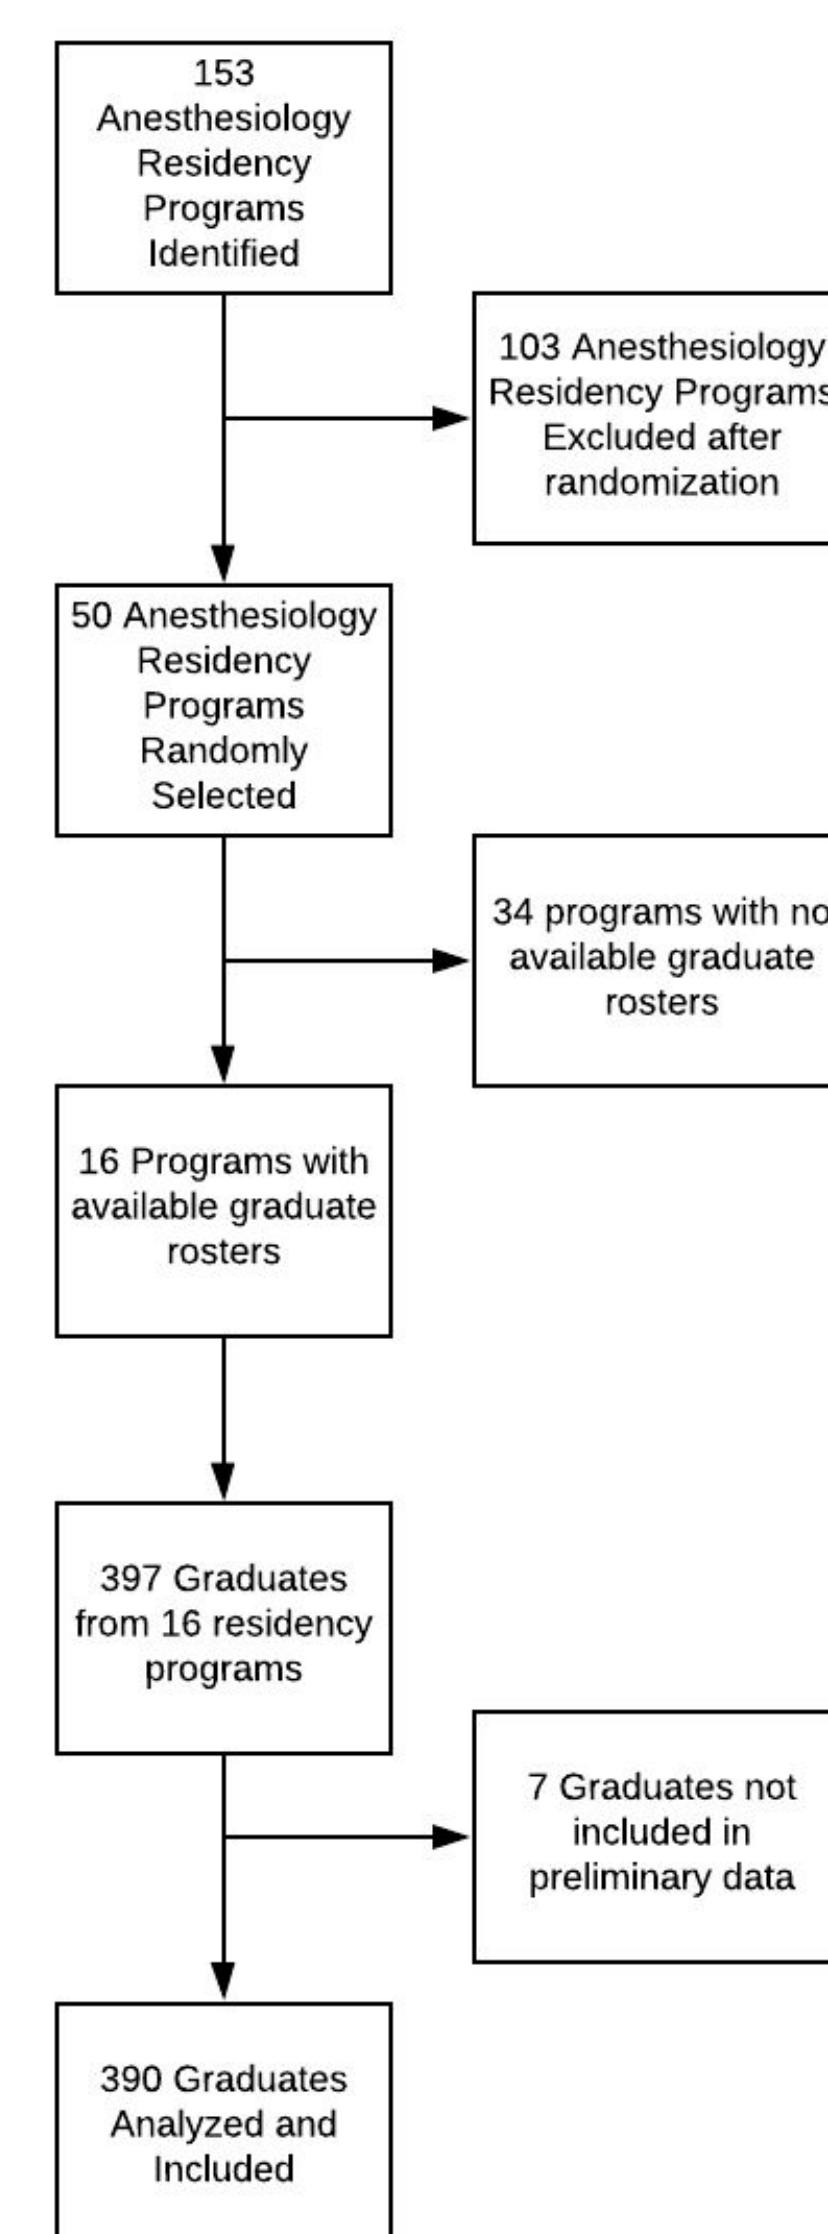 153
Anesthesiology
Residency
Programs
Identified
103 Anesthesiology
Residency Programs
Excluded after
randomization
50 Anesthesiology
Residency
Programs
Randomly
Selected
34 programs with no
available graduate
rosters
16 Programs with
available graduate
rosters
397 Graduates
from 16 residency
programs
7 Graduates not
included in
preliminary data
390 Graduates
Analyzed and
Included